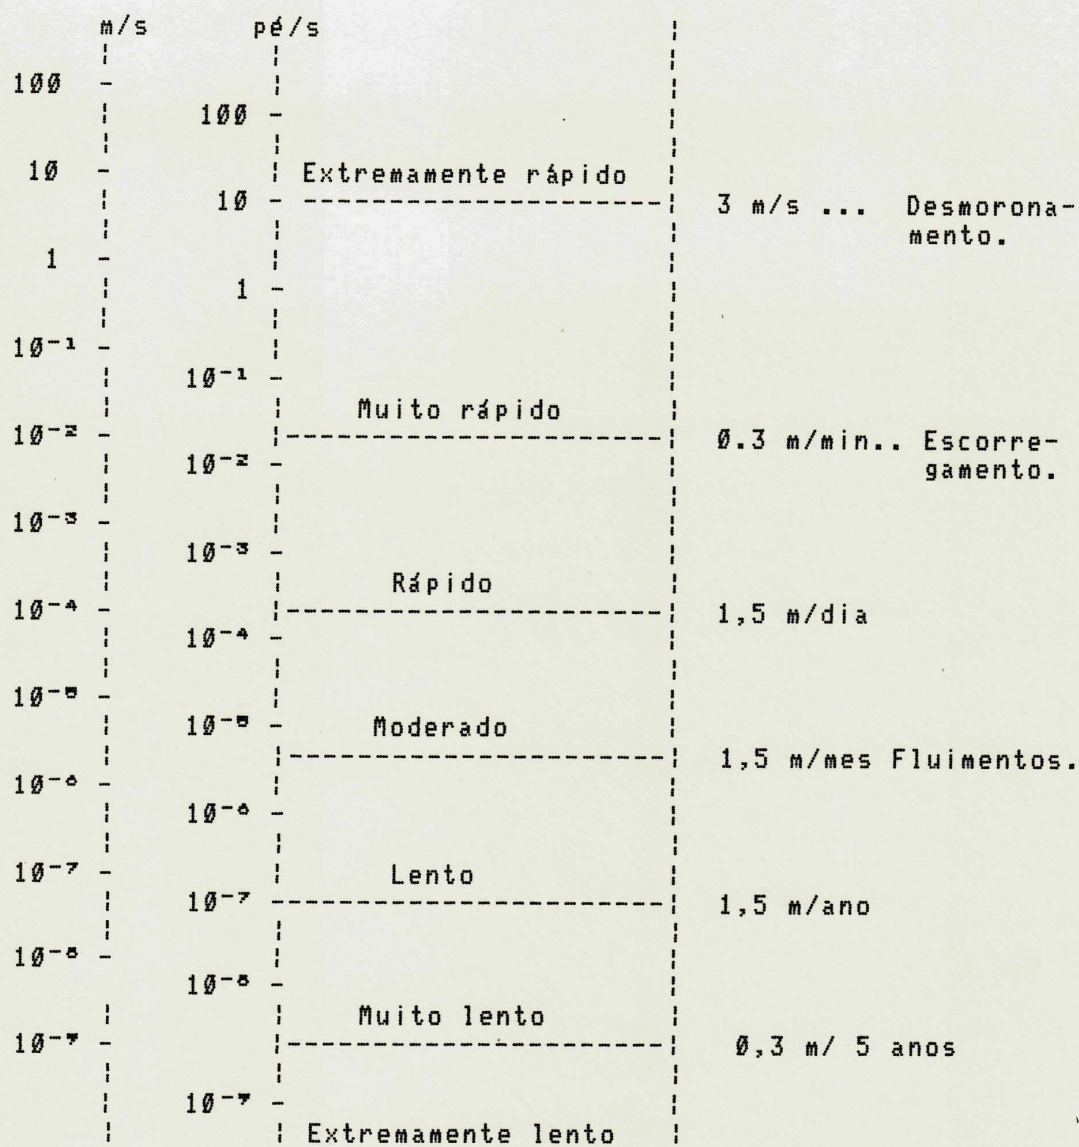 m/s pé/s
100
100
10 Extremamente rápido
10 3 m/s ... Desmorona-
mento.
1
1
10⁻¹
10⁻¹
Muito rápido
10⁻² 0.3 m/min.. Escorre-
10⁻² gamento.
10⁻³
10⁻³
Rápido
10⁻⁴ 1,5 m/dia
10⁻⁴
10⁻⁵
10⁻⁵ Moderado
1,5 m/mes Fluimentos.
10⁻⁶
10⁻⁶
10⁻⁷ Lento
10⁻⁷ 1,5 m/ano
10⁻⁸
10⁻⁸
Muito lento
10⁻⁹ 0,3 m/ 5 anos
10⁻⁹
Extremamente lento